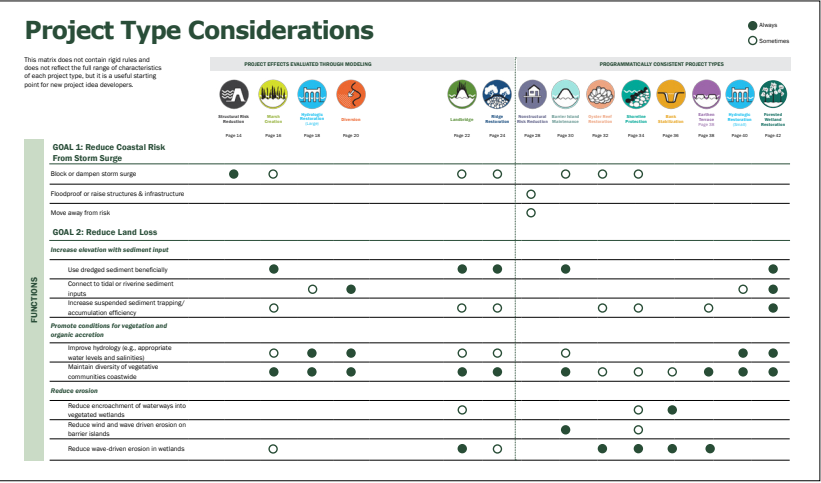 Project Type Considerations
Always
Sometimes
This matrix does not contain rigid rules and
does not reflect the full range of characteristics
of each project type, but it is a useful starting
point for new project idea developers.
PROJECT EFFECTS EVALUATED THROUGH MODELING
PROGRAMMATICALLY CONSISTENT PROJECT TYPES
Structural Risk
Reduction
Page 14
Marsh
Creation
Page 16
Hydrologic
Restoration
(Large)
Page 18
Diversion
Page 20
Landbridge
Page 22
Ridge
Restoration
Page 24
Nonstructural
Risk Reduction
Page 28
Barrier Island
Maintenance
Page 30
Oyster Reef
Restoration
Page 32
Shoreline
Protection
Page 34
Bank
Stabilization
Page 36
Earthen
Terrace
Page 38
Page 38
Hydrologic
Restoration
(Small)
Page 40
Forested
Wetland
Restoration
Page 42
FUNCTIONS
GOAL 1: Reduce Coastal Risk
From Storm Surge
Block or dampen storm surge
Floodproof or raise structures & infrastructure
Move away from risk
GOAL 2: Reduce Land Loss
Increase elevation with sediment input
Use dredged sediment beneficially
Connect to tidal or riverine sediment
inputs
Increase suspended sediment trapping/
accumulation efficiency
Promote conditions for vegetation and
organic accretion
Improve hydrology (e.g., appropriate
water levels and salinities)
Maintain diversity of vegetative
communities coastwide
Reduce erosion
Reduce encroachment of waterways into
vegetated wetlands
Reduce wind and wave driven erosion on
barrier islands
Reduce wave-driven erosion in wetlands